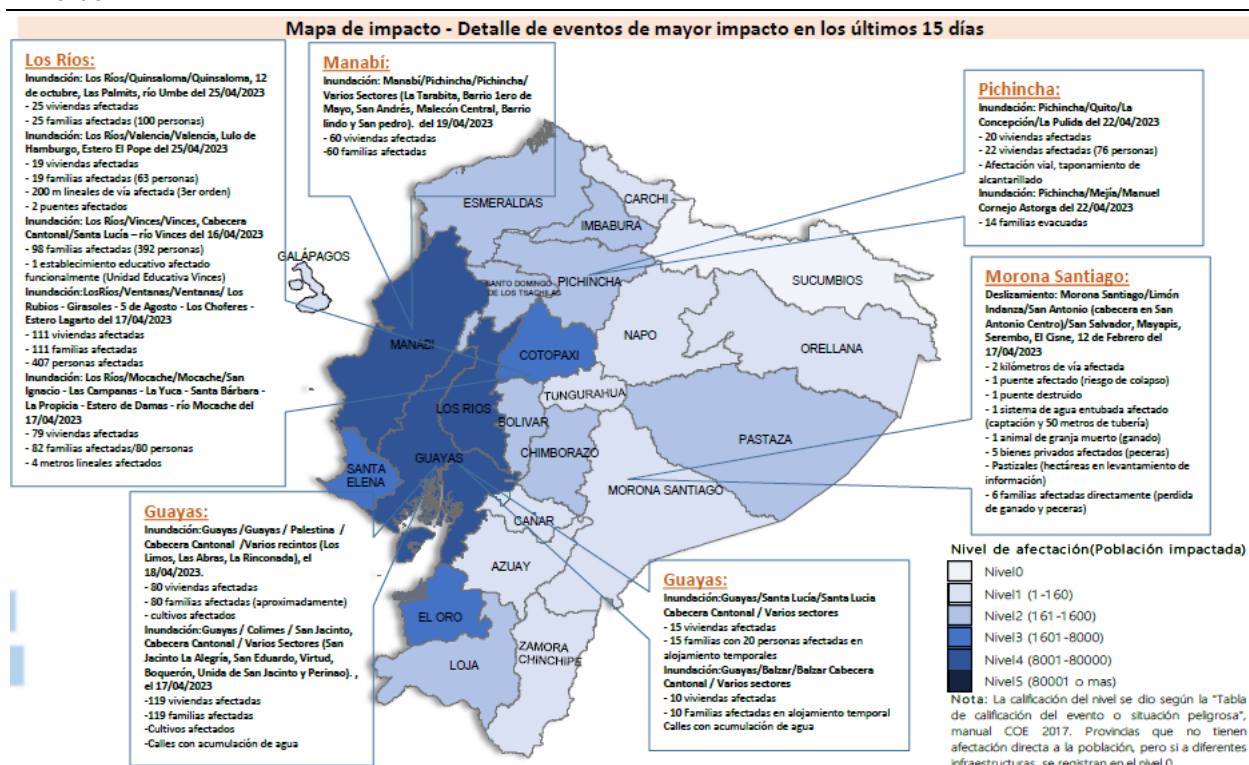 Mapa de impacto - Detalle de eventos de mayor impacto en los últimos 15 días
Los Ríos:
Inundación: Los Ríos/Quinsaloma/Quinsaloma, 12
de octubre, Las Palmits, río Umbe del 25/04/2023
- 25 viviendas afectadas
- 25 familias afectadas (100 personas)
Inundación: Los Ríos/Valencia/Valencia, Lulo de
Hamburgo, Estero El Pope del 25/04/2023
- 19 viviendas afectadas
- 19 familias afectadas (63 personas)
- 200 m lineales de vía afectada (3er orden)
- 2 puentes afectados
Inundación: Los Ríos/Vinces/Vinces, Cabecera
Cantonal/Santa Lucía – río Vinces del 16/04/2023
- 98 familias afectadas (392 personas)
- 1 establecimiento educativo afectado
funcionalmente (Unidad Educativa Vinces)
Inundación:LosRíos/Ventanas/Ventanas/ Los
Rubios - Girasoles - 5 de Agosto - Los Choferes -
Estero Lagarto del 17/04/2023
- 111 viviendas afectadas
- 111 familias afectadas
- 407 personas afectadas
Inundación: Los Ríos/Mocache/Mocache/San
Ignacio - Las Campanas - La Yuca - Santa Bárbara -
La Propicia - Estero de Damas - río Mocache del
17/04/2023
- 79 viviendas afectadas
- 82 familias afectadas/80 personas
- 4 metros lineales afectados
Manabí:
Inundación: Manabí/Pichincha/Pichincha/
Varios Sectores (La Tarabita, Barrio 1ero de
Mayo, San Andrés, Malecón Central, Barrio
lindo y San pedro). del 19/04/2023
- 60 viviendas afectadas
-60 familias afectadas
Pichincha:
Inundación: Pichincha/Quito/La
Concepción/La Pulida del 22/04/2023
- 20 viviendas afectadas
- 22 viviendas afectadas (76 personas)
- Afectación vial, taponamiento de
alcantarillado
Inundación: Pichincha/Mejía/Manuel
Cornejo Astorga del 22/04/2023
- 14 familias evacuadas
Morona Santiago:
Deslizamiento: Morona Santiago/Limón
Indanza/San Antonio (cabecera en San
Antonio Centro)/San Salvador, Mayapis,
Serembo, El Cisne, 12 de Febrero del
17/04/2023
- 2 kilómetros de vía afectada
- 1 puente afectado (riesgo de colapso)
- 1 puente destruido
- 1 sistema de agua entubada afectado
(captación y 50 metros de tubería)
- 1 animal de granja muerto (ganado)
- 5 bienes privados afectados (peceras)
- Pastizales (hectáreas en levantamiento de
información)
- 6 familias afectadas directamente (perdida
de ganado y peceras)
GALÁPAGOS
ESMERALDAS
CARCHI
IMBABURA
SUCUMBIOS
PICHINCHA
SANTO DOMINGO
DE LOS TSACHILAS
NAPO
ORELLANA
MANABI
COTOPAXI
TUNGURAHUA
LOS RIOS
BOLIVAR
PASTAZA
CHIMBORAZO
SANTA
ELENA
GUAYAS
MORONA SANTIAGO
CAÑAR
AZUAY
EL ORO
ZAMORA
CHINCHIPE
LOJA
Guayas:
Inundación:Guayas /Guayas / Palestina /
Cabecera Cantonal /Varios recintos (Los
Limos, Las Abras, La Rinconada), el
18/04/2023.
- 80 viviendas afectadas
- 80 familias afectadas (aproximadamente)
- cultivos afectados
Inundación:Guayas / Colimes / San Jacinto,
Cabecera Cantonal / Varios Sectores (San
Jacinto La Alegría, San Eduardo, Virtud,
Boquerón, Unida de San Jacinto y Perinao). ,
el 17/04/2023
-119 viviendas afectadas
-119 familias afectadas
-Cultivos afectados
-Calles con acumulación de agua
Guayas:
Inundación:Guayas/Santa Lucía/Santa Lucia
Cabecera Cantonal / Varios sectores
- 15 viviendas afectadas
- 15 familias con 20 personas afectadas en
alojamiento temporales
Inundación:Guayas/Balzar/Balzar Cabecera
Cantonal / Varios sectores
- 10 viviendas afectadas
- 10 Familias afectadas en alojamiento temporal
Calles con acumulación de agua
Nivel de afectación(Población impactada)
Nivel0
Nivel1 (1-160)
Nivel2 (161-1600)
Nivel3 (1601-8000)
Nivel4 (8001-80000)
Nivel5 (80001 o mas)
Nota: La calificación del nivel se dio según la "Tabla
de calificación del evento o situación peligrosa",
manual COE 2017. Provincias que no tienen
afectación directa a la población, pero si a diferentes
infraestructuras, se registran en el nivel 0